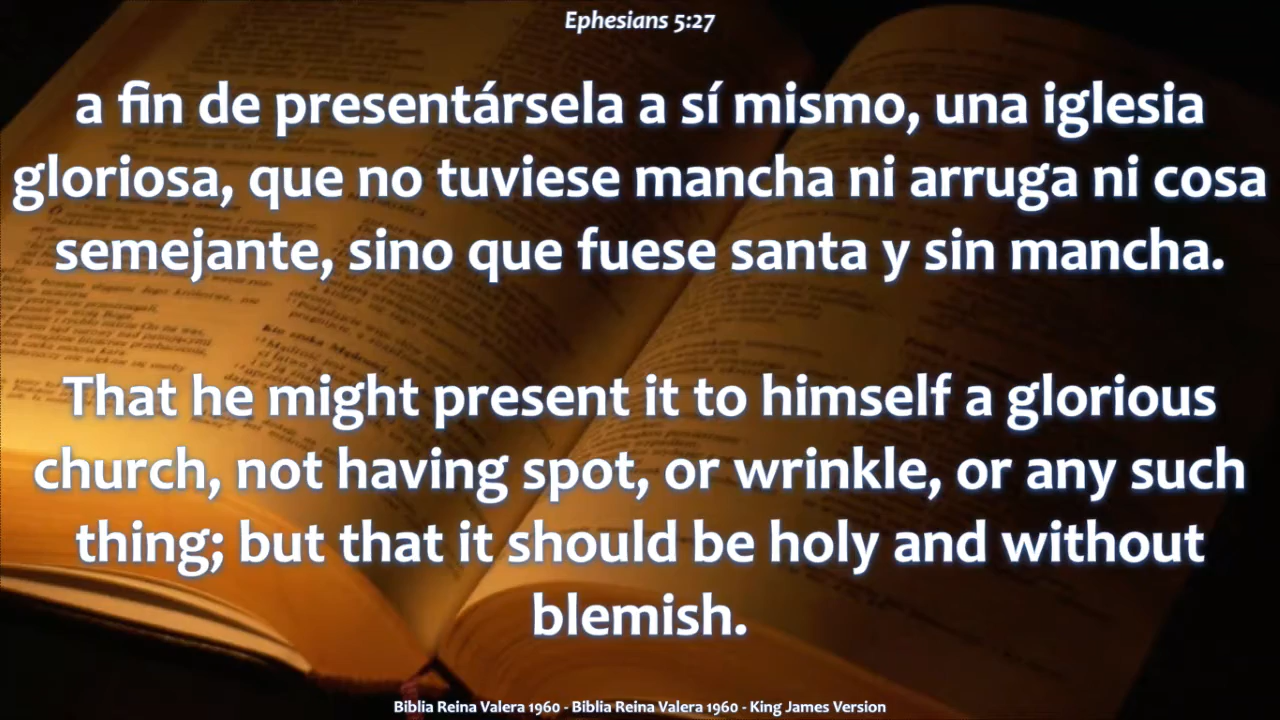 Ephesians 5:27
a fin de presentársela a sí mismo, una iglesia
gloriosa, que no tuviese mancha ni arruga ni cosa
semejante, sino que fuese santa y sin mancha.
That he might present it to himself a glorious
church, not having spot, or wrinkle, or any such
thing; but that it should be holy and without
blemish.
Biblia Reina Valera 1960 - Biblia Reina Valera 1960 - King James Version